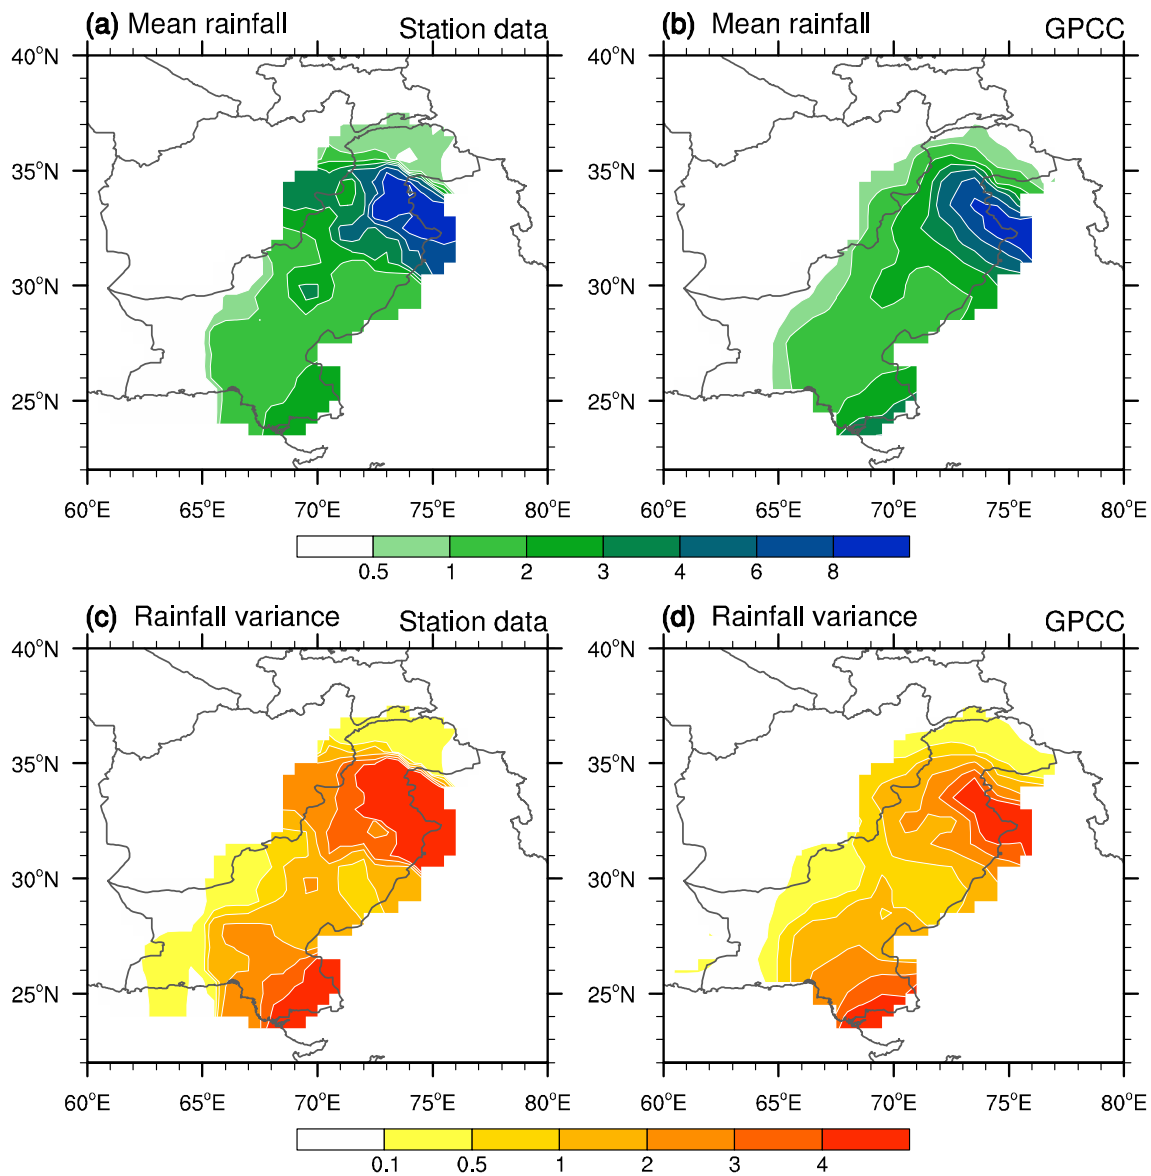 (a) Mean rainfall Station data (b) Mean rainfall GPCC
40°N 40°N
35°N 35°N
30°N 30°N
25°N 25°N
60°E 65°E 70°E 75°E 80°E 60°E 65°E 70°E 75°E 80°E
0.5 1 2 3 4 6 8
(c) Rainfall variance Station data (d) Rainfall variance GPCC
40°N 40°N
35°N 35°N
30°N 30°N
25°N 25°N
60°E 65°E 70°E 75°E 80°E 60°E 65°E 70°E 75°E 80°E
0.1 0.5 1 2 3 4